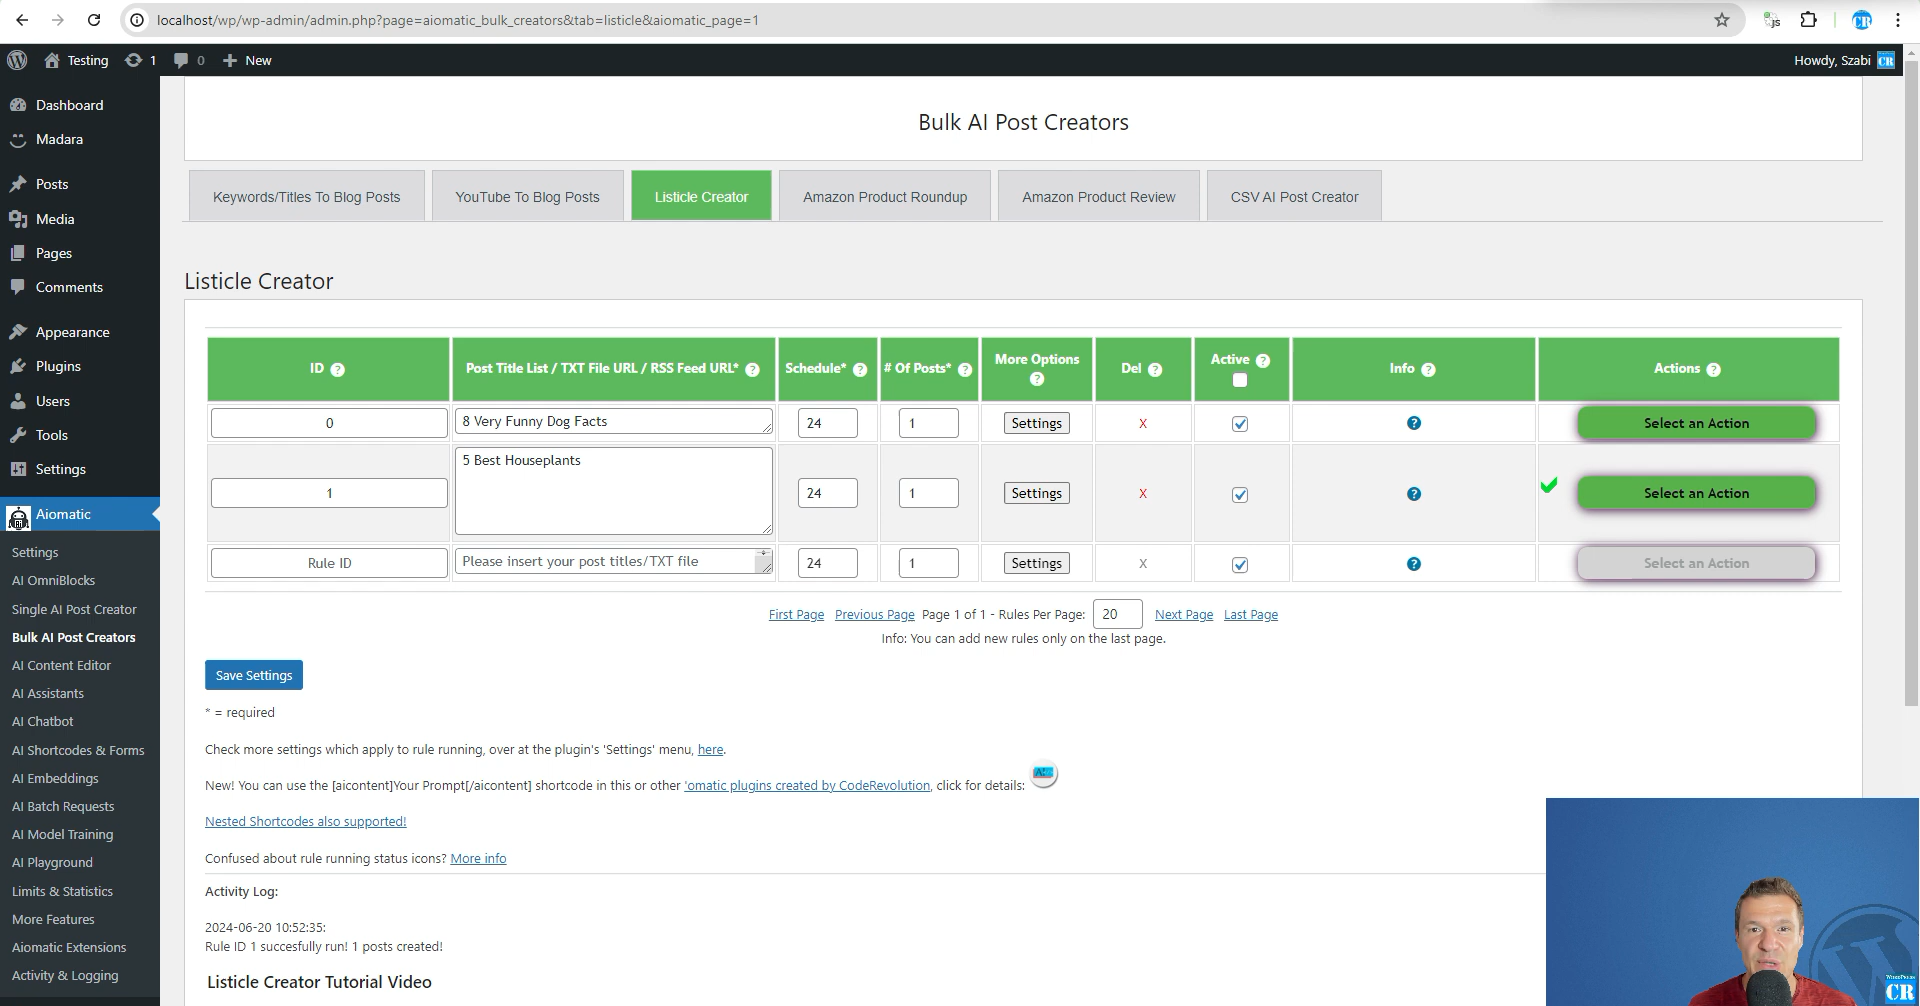 localhost/wp/wp-admin/admin.php?page=aiomatic_bulk_creators&tab=listicle&aiomatic_page=1
Testing 1 0 New
Howdy, Szabi
Dashboard
Madara
Posts
Media
Pages
Comments
Appearance
Plugins
Users
Tools
Settings
Aiomatic
Settings
AI OmniBlocks
Single AI Post Creator
Bulk AI Post Creators
AI Content Editor
AI Assistants
AI Chatbot
AI Shortcodes & Forms
AI Embeddings
AI Batch Requests
AI Model Training
AI Playground
Limits & Statistics
More Features
Aiomatic Extensions
Activity & Logging
Bulk AI Post Creators
Keywords/Titles To Blog Posts YouTube To Blog Posts Listicle Creator Amazon Product Roundup Amazon Product Review CSV AI Post Creator
Listicle Creator
ID Post Title List / TXT File URL / RSS Feed URL* Schedule* # Of Posts* More Options Del Active Info Actions
0 8 Very Funny Dog Facts 24 1 Settings X Select an Action
1 5 Best Houseplants 24 1 Settings X Select an Action
Rule ID Please insert your post titles/TXT file 24 1 Settings X Select an Action
First Page Previous Page Page 1 of 1 - Rules Per Page: 20 Next Page Last Page
Info: You can add new rules only on the last page.
Save Settings
* = required
Check more settings which apply to rule running, over at the plugin's 'Settings' menu, here.
New! You can use the [aicontent]Your Prompt[/aicontent] shortcode in this or other 'omatic plugins created by CodeRevolution, click for details:
Nested Shortcodes also supported!
Confused about rule running status icons? More info
Activity Log:
2024-06-20 10:52:35:
Rule ID 1 succesfully run! 1 posts created!
Listicle Creator Tutorial Video
CR